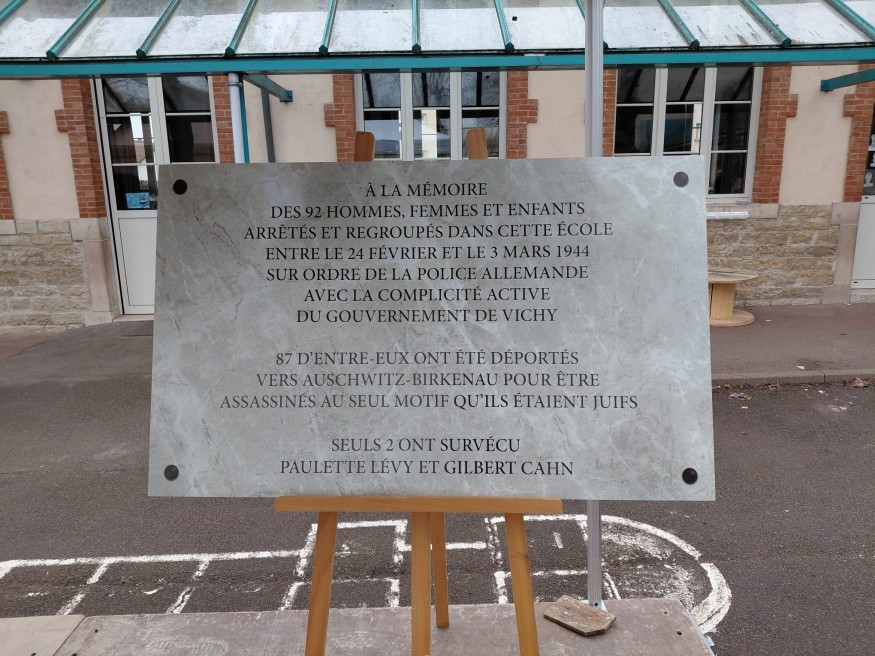 À LA MÉMOIRE
DES 92 HOMMES, FEMMES ET ENFANTS
ARRÊTÉS ET REGROUPÉS DANS CETTE ÉCOLE
ENTRE LE 24 FÉVRIER ET LE 3 MARS 1944
SUR ORDRE DE LA POLICE ALLEMANDE
AVEC LA COMPLICITÉ ACTIVE
DU GOUVERNEMENT DE VICHY
87 D'ENTRE-EUX ONT ÉTÉ DÉPORTÉS
VERS AUSCHWITZ-BIRKENAU POUR ÊTRE
ASSASSINÉS AU SEUL MOTIF QU'ILS ÉTAIENT JUIFS
SEULS 2 ONT SURVÉCU
PAULETTE LÉVY ET GILBERT CAHN